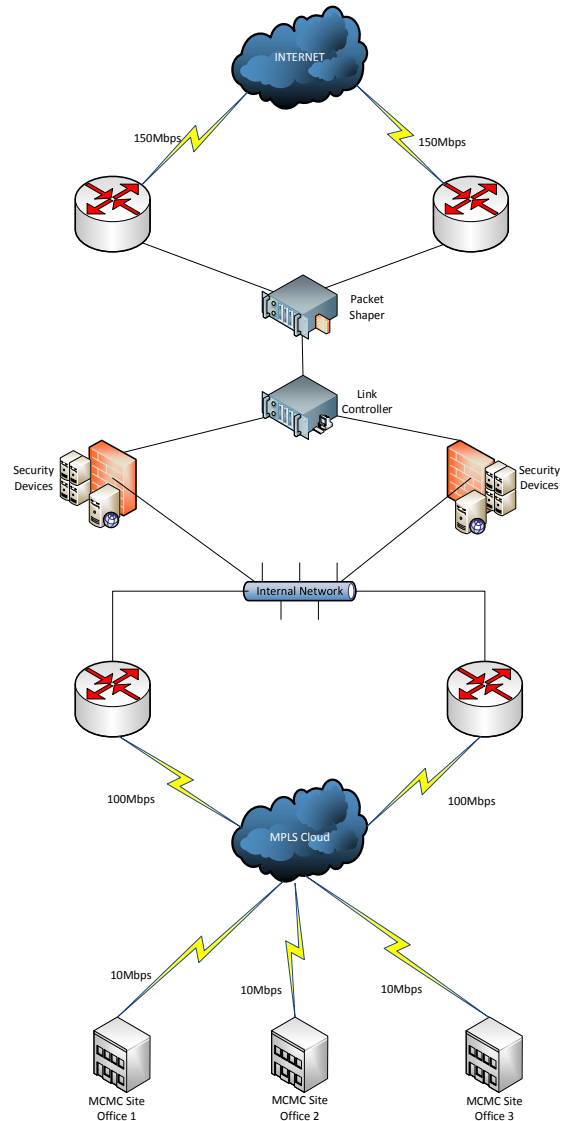 INTERNET
150Mbps
150Mbps
Packet
Shaper
Link
Controller
Security
Devices
Security
Devices
Internal Network
100Mbps
100Mbps
MPLS Cloud
10Mbps
10Mbps
10Mbps
MCMC Site
Office 1
MCMC Site
Office 2
MCMC Site
Office 3